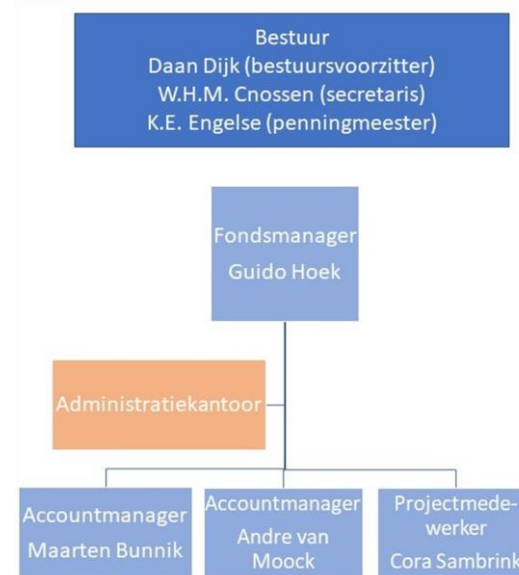 Bestuur
Daan Dijk (bestuursvoorzitter)
W.H.M. Cnossen (secretaris)
K.E. Engelse (penningmeester)
Fondsmanager
Guido Hoek
Administratiekantoor
Accountmanager
Maarten Bunnik
Accountmanager
Andre van
Moock
Projectmede-
werker
Cora Sambrink